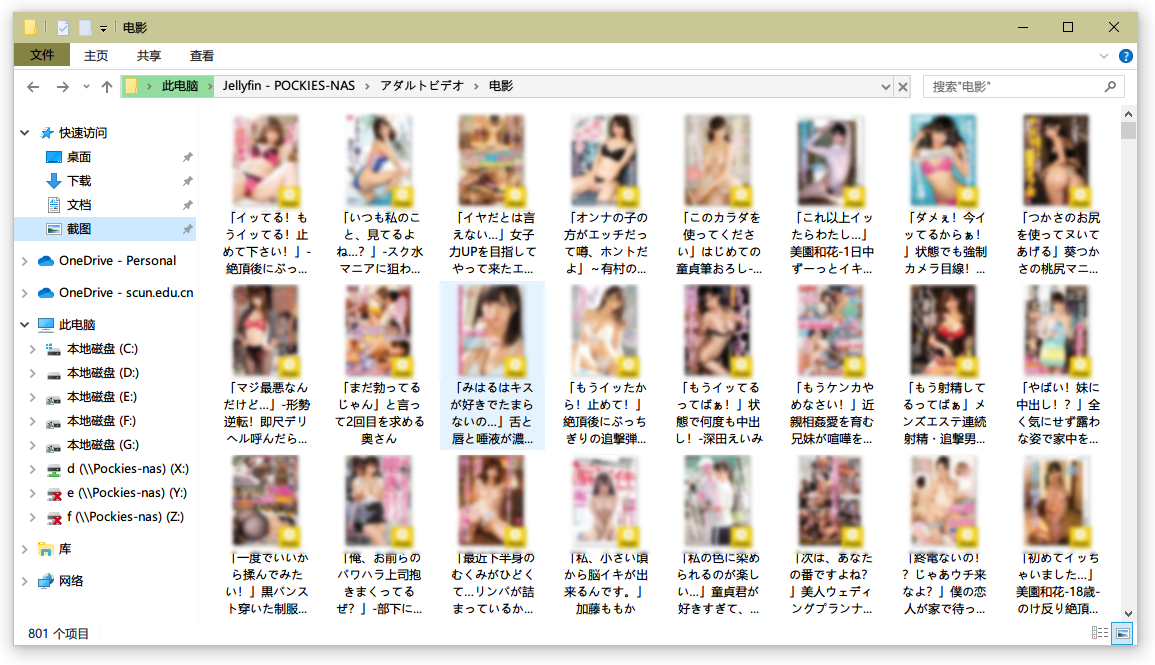 电影
文件
主页
共享
查看
此电脑 › Jellyfin - POCKIES-NAS › アダルトビデオ › 电影
搜索"电影"
快速访问
桌面
下载
文档
截图
OneDrive - Personal
OneDrive - scun.edu.cn
此电脑
本地磁盘 (C:)
本地磁盘 (D:)
本地磁盘 (E:)
本地磁盘 (F:)
本地磁盘 (G:)
d (\\Pockies-nas) (X:)
e (\\Pockies-nas) (Y:)
f (\\Pockies-nas) (Z:)
库
网络
「イッてる！も
うイッてる！止
めて下さい！」-
絶頂後にぶっ...
「いつも私のこ
と、見てるよ
ね...？」-スク水
マニアに狙わ...
「イヤだとは言
えない...」女子
力UPを目指して
やって来たエ...
「オンナの子の
方がエッチだって
噂、ホントだ
よ」～有村の...
「このカラダを
使ってくださ
い」はじめての
童貞筆おろし-...
「これ以上イッ
たらわたし...」
美園和花-1日中
ずーっとイキ...
「ダメぇ！今イ
ッてるからぁ！
」状態でも強制
カメラ目線！...
「つかさのお尻
を使ってヌいて
あげる」葵つか
さの桃尻マニ...
「マジ最悪なん
だけど...」-形勢
逆転！即尺デリ
ヘル呼んだら...
「まだ勃ってる
じゃん」と言っ
て2回目を求める
奥さん
「みはるはキス
が好きでたまら
ないの...」舌と
唇と唾液が濃...
「もうイッたか
ら！止めて！」
絶頂後にぶっち
ぎりの追撃弾...
「もうイッてる
ってばぁ！」状
態で何度も中出
し！-深田えいみ
「もうケンカや
めなさい！」近
親相姦愛を育む
兄妹が喧嘩を...
「もう射精して
るってばぁ」メ
ンズエステ連続
射精・追撃男...
「やばい！妹に
中出し！？」全
く気にせず露わ
な姿で家中を...
「一度でいいか
ら揉んでみた
い！」黒パンス
ト穿いた制服...
「俺、お前らの
パワハラ上司抱
きまくってる
ぜ？」-部下に...
「最近下半身の
むくみがひどく
て...リンパが詰
まっているか...
「私、小さい頃
から脳イキが出
来るんです。」
加藤ももか
「私の色に染め
られるのが楽し
い...」童貞君が
好きすぎて、...
「次は、あなた
の番ですよね？
」美人ウェディ
ングプランナ...
「終電ないの！
？じゃあウチ来
なよ？」僕の恋
人が家で待っ...
「初めてイッち
ゃいました...」
美園和花-18歳-
のけ反り絶頂...
801 个项目